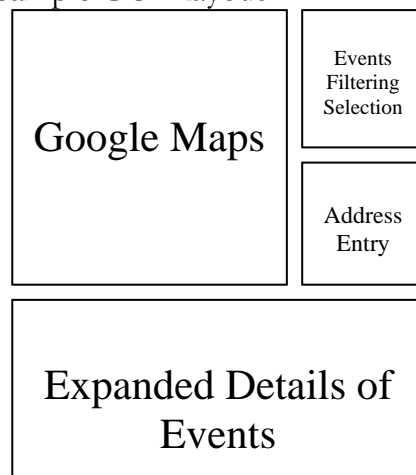 Google Maps
Events
Filtering
Selection
Address
Entry
Expanded Details of
Events